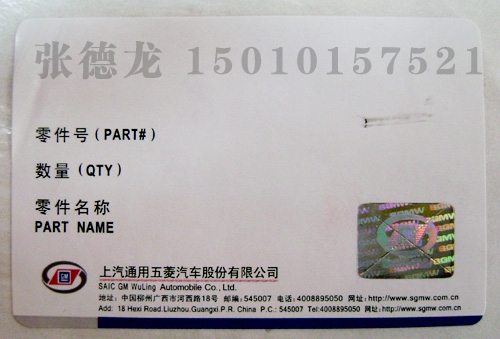 张德龙 15010157521
零件号(PART#)
数量(QTY)
零件名称
PART NAME
SGMW
GM
上汽通用五菱汽车股份有限公司
SAIC GM WuLing Automobile Co., Ltd.
地址: 中国柳州广西市河西路18号 邮编: 545007 电话: 4008895050 网址: http://www.sgmw.com.cn
Add: 18 Hexi Road.Liuzhou.Guangxi.P.R. China P.C.: 545007 Tel:4008895050 Http://www.sgmw.com.cn